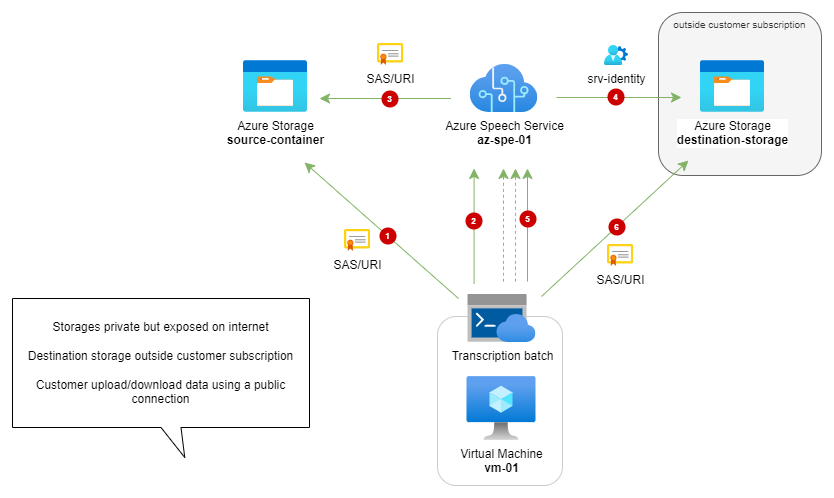 outside customer subscription
SAS/URI
srv-identity
3
4
Azure Storage
source-container
Azure Speech Service
az-spe-01
Azure Storage
destination-storage
1
2
5
6
SAS/URI
SAS/URI
Storages private but exposed on internet
Destination storage outside customer subscription
Customer upload/download data using a public
connection
Transcription batch
Virtual Machine
vm-01